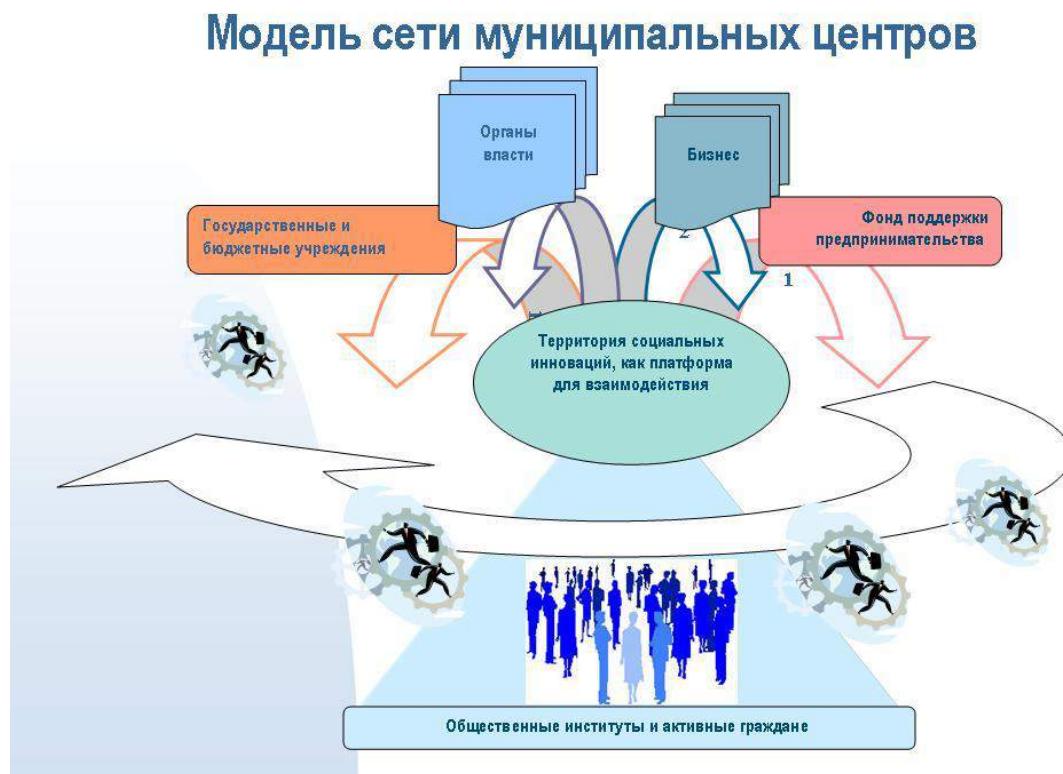 Модель сети муниципальных центров
Органы
власти
Бизнес
Государственные и
бюджетные учреждения
Фонд поддержки
предпринимательства
2
1
Территория социальных
инноваций, как платформа
для взаимодействия
Общественные институты и активные граждане